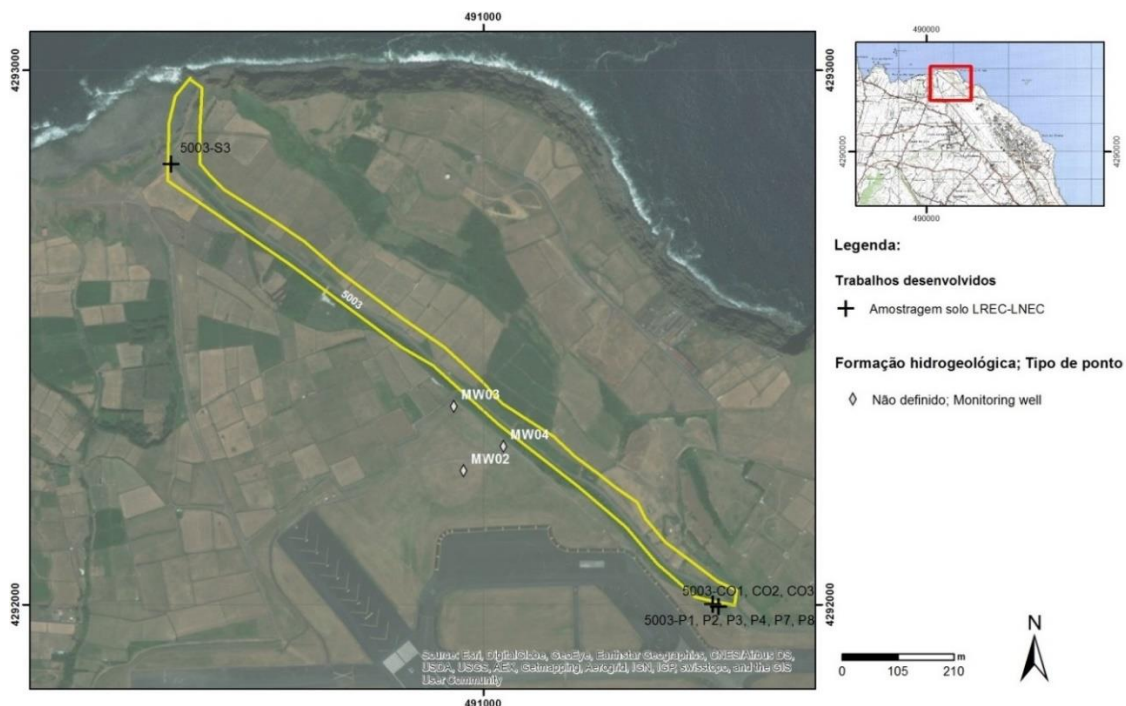 491000
4293000
4293000
5003-S3
5003
MW03
MW04
MW02
5003-CO1, CO2, CO3
5003-P1, P2, P3, P4, P7, P8
4292000
4292000
Source: Esri, DigitalGlobe, GeoEye, Earthstar Geographics, CNES/Airbus DS,
USDA, USGS, AEX, Getmapping, Aerogrid, IGN, IGP, swisstopo, and the GIS
User Community
491000
490000
4290000
4290000
490000
Legenda:
Trabalhos desenvolvidos
Amostragem solo LREC-LNEC
Formação hidrogeológica; Tipo de ponto
Não definido; Monitoring well
N
0 105 210 m